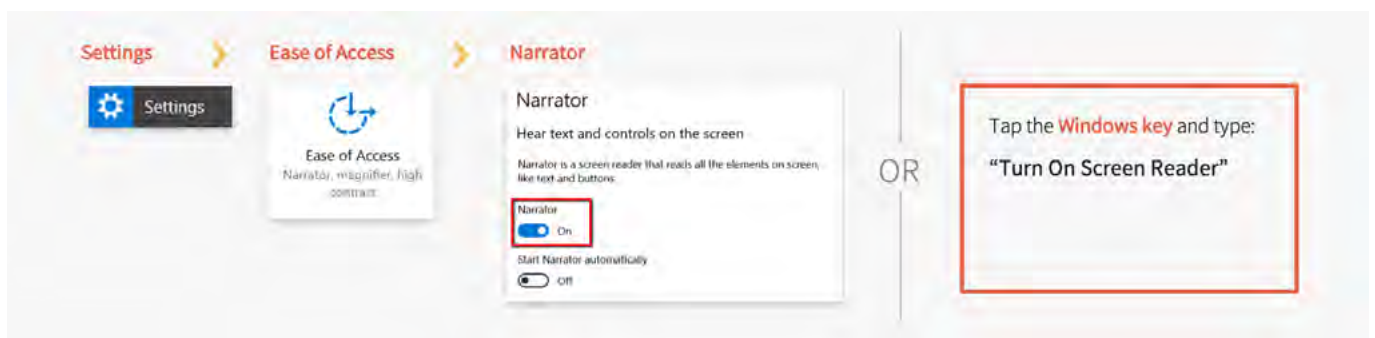 Settings
Settings
Ease of Access
Ease of Access
Narrator, magnifier, high
contrast
Narrator
Narrator
Hear text and controls on the screen
Narrator is a screen reader that reads all the elements on screen,
like text and buttons.
Narrator
On
Start Narrator automatically
Off
OR
Tap the Windows key and type:
“Turn On Screen Reader”